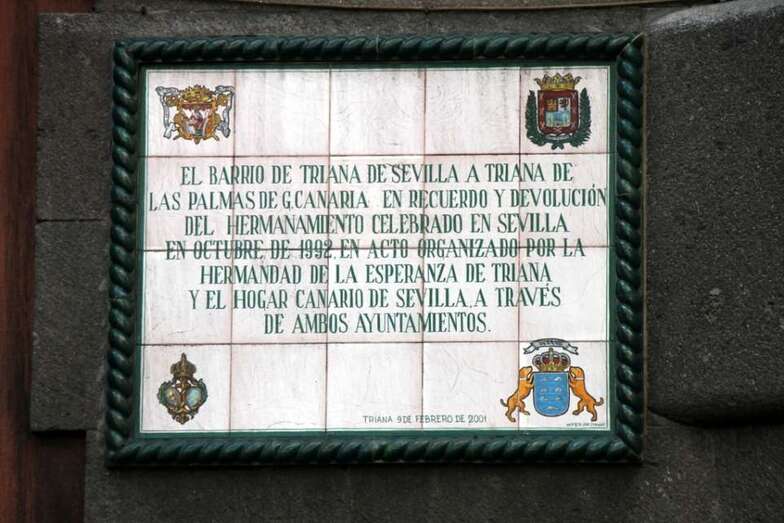 EL BARRIO DE TRIANA DE SEVILLA A TRIANA DE
LAS PALMAS DE G.CANARIA EN RECUERDO Y DEVOLUCIÓN
DEL HERMANAMIENTO CELEBRADO EN SEVILLA
EN OCTUBRE DE 1992, EN ACTO ORGANIZADO POR LA
HERMANDAD DE LA ESPERANZA DE TRIANA
Y EL HOGAR CANARIO DE SEVILLA, A TRAVÉS
DE AMBOS AYUNTAMIENTOS.
TRIANA 9 DE FEBRERO DE 2001